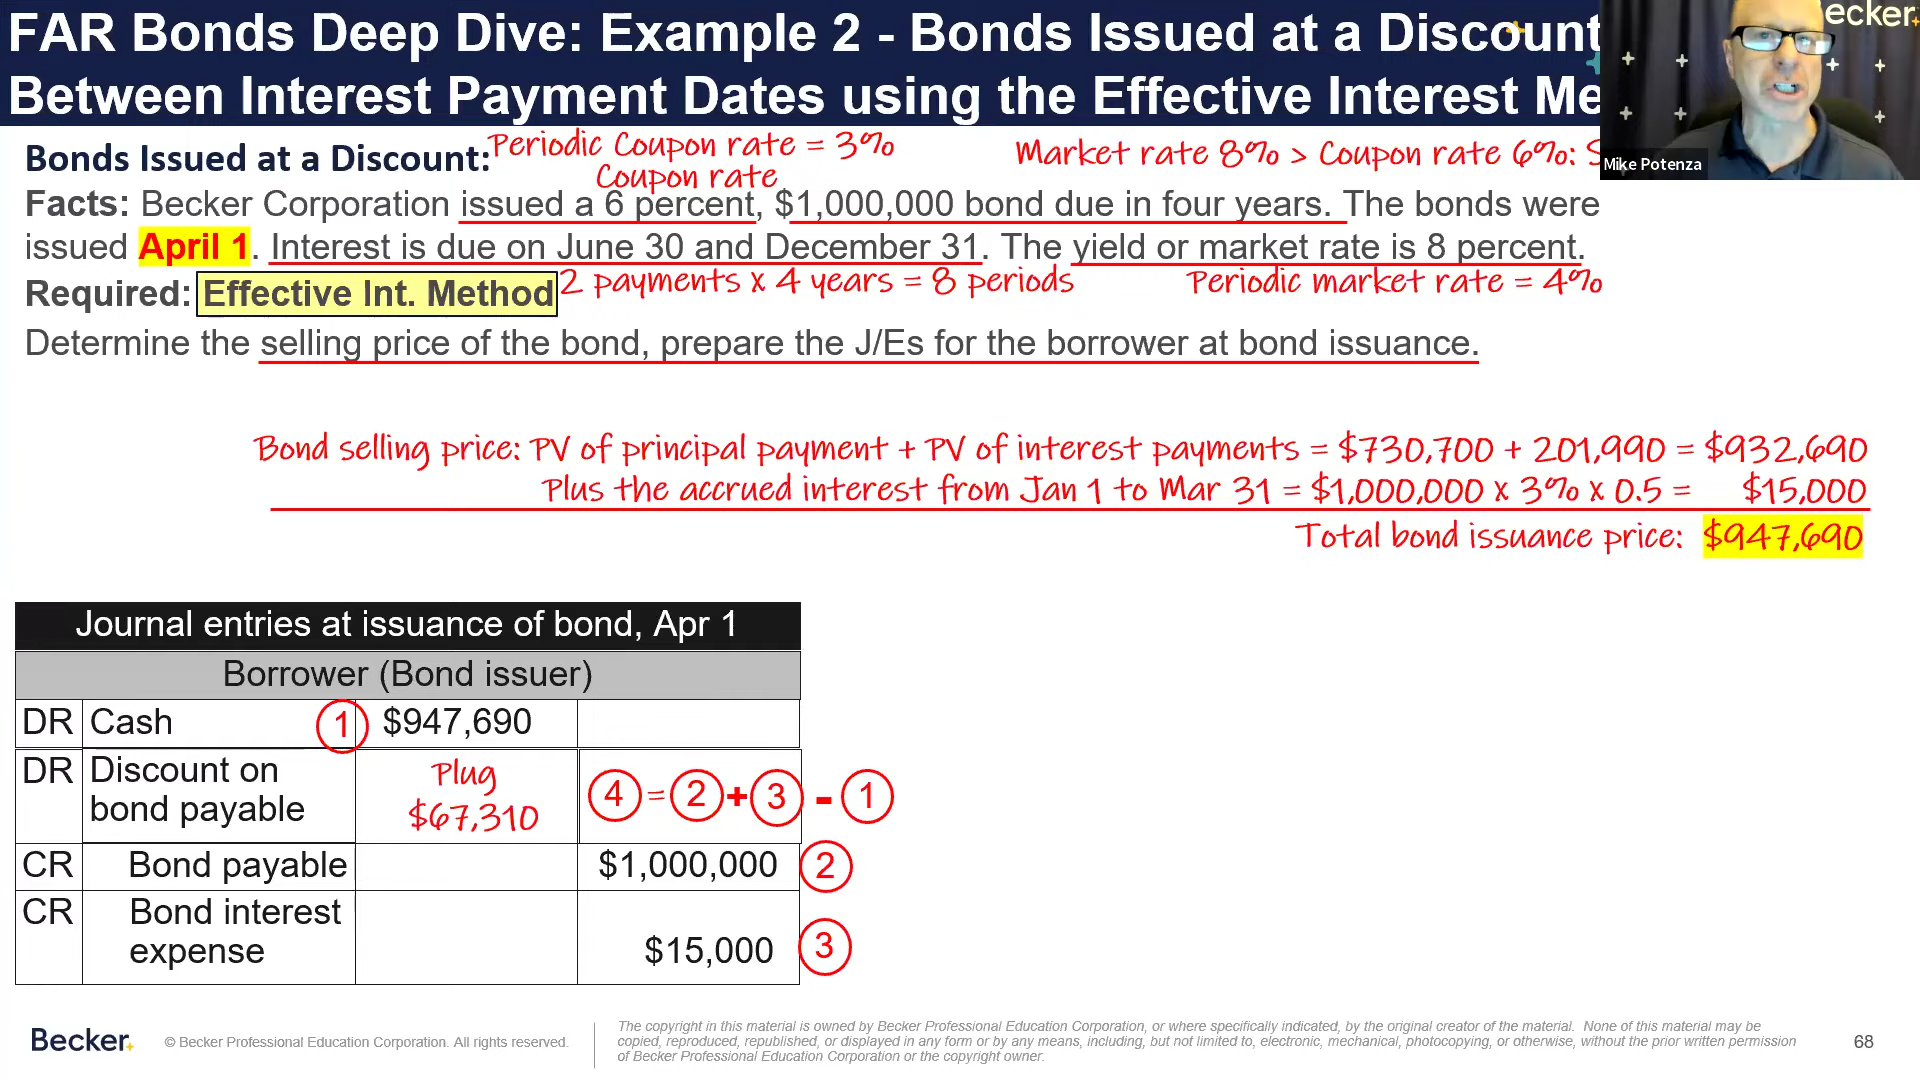 FAR Bonds Deep Dive: Example 2 - Bonds Issued at a Discount
Between Interest Payment Dates using the Effective Interest Me
ecker
Mike Potenza
Bonds Issued at a Discount:
Periodic Coupon rate = 3%
Market rate 8% > Coupon rate 6%: S
Coupon rate
Facts: Becker Corporation issued a 6 percent, $1,000,000 bond due in four years. The bonds were
issued April 1. Interest is due on June 30 and December 31. The yield or market rate is 8 percent.
Required: Effective Int. Method 2 payments x 4 years = 8 periods Periodic market rate = 4%
Determine the selling price of the bond, prepare the J/Es for the borrower at bond issuance.
Bond selling price: PV of principal payment + PV of interest payments = $730,700 + 201,990 = $932,690
Plus the accrued interest from Jan 1 to Mar 31 = $1,000,000 x 3% x 0.5 = $15,000
Total bond issuance price: $947,690
Journal entries at issuance of bond, Apr 1
Borrower (Bond issuer)
DR Cash 1 $947,690
DR Discount on
bond payable
Plug
$67,310
4 = 2 + 3 - 1
CR Bond payable $1,000,000 2
CR Bond interest
expense $15,000 3
Becker.
© Becker Professional Education Corporation. All rights reserved.
The copyright in this material is owned by Becker Professional Education Corporation, or where specifically indicated, by the original creator of the material. None of this material may be
copied, reproduced, republished, or displayed in any form or by any means, including, but not limited to, electronic, mechanical, photocopying, or otherwise, without the prior written permission
of Becker Professional Education Corporation or the copyright owner.
68